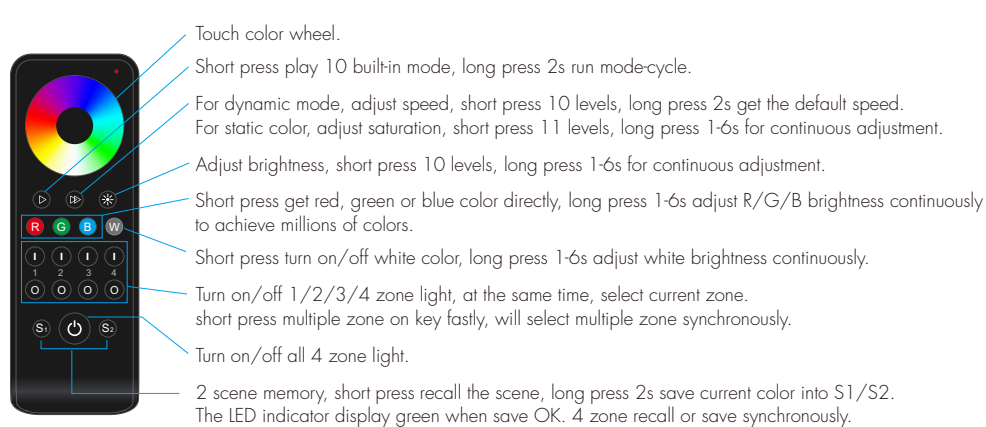 Touch color wheel.
Short press play 10 built-in mode, long press 2s run mode-cycle.
For dynamic mode, adjust speed, short press 10 levels, long press 2s get the default speed.
For static color, adjust saturation, short press 11 levels, long press 1-6s for continuous adjustment.
Adjust brightness, short press 10 levels, long press 1-6s for continuous adjustment.
Short press get red, green or blue color directly, long press 1-6s adjust R/G/B brightness continuously
to achieve millions of colors.
R G B W
Short press turn on/off white color, long press 1-6s adjust white brightness continuously.
I I I I
1 2 3 4
O O O O
Turn on/off 1/2/3/4 zone light, at the same time, select current zone.
short press multiple zone on key fastly, will select multiple zone synchronously.
S1 S2
Turn on/off all 4 zone light.
2 scene memory, short press recall the scene, long press 2s save current color into S1/S2.
The LED indicator display green when save OK. 4 zone recall or save synchronously.